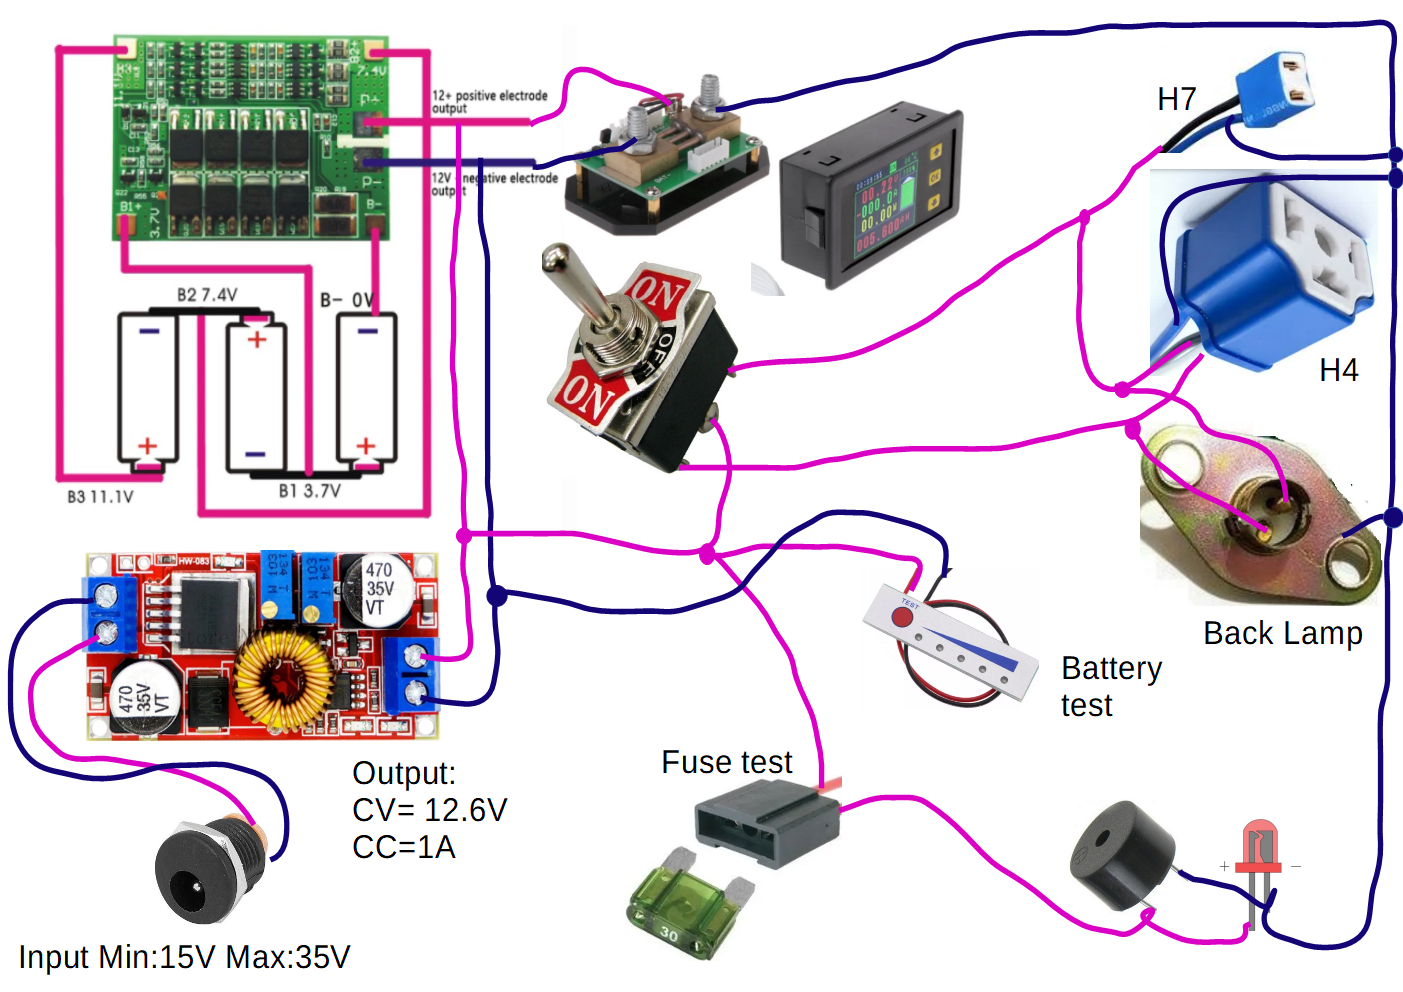 B2+
7.4V
P+
12+ positive electrode
output
P-
12V - negative electrode
output
B1+
3.7V
B-
B2 7.4V
B- 0V
B3 11.1V
B1 3.7V
ON
OFF
ON
H7
H4
Back Lamp
HW-083
470
35V
VT
470
35V
VT
TEST
Battery
test
Output:
CV= 12.6V
CC=1A
Fuse test
30
+
-
Input Min:15V Max:35V